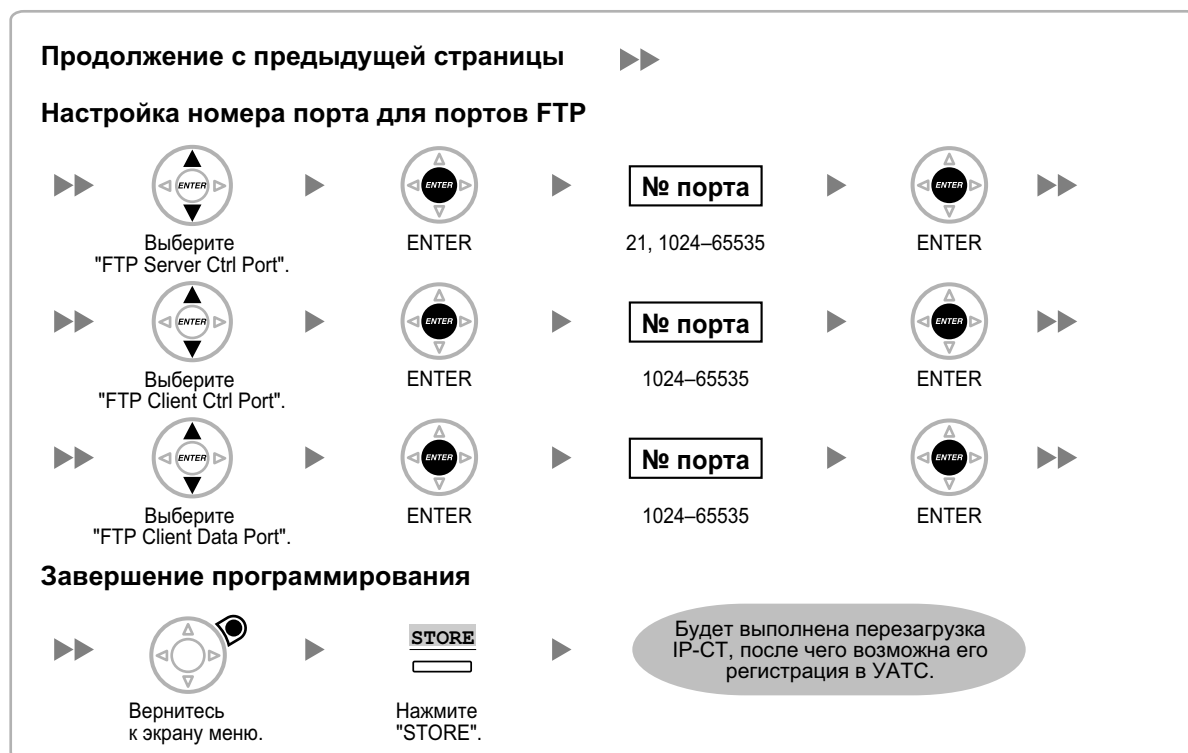 Продолжение с предыдущей страницы
Настройка номера порта для портов FTP
ENTER ENTER № порта ENTER
Выберите
"FTP Server Ctrl Port".
ENTER
21, 1024–65535
ENTER
ENTER ENTER № порта ENTER
Выберите
"FTP Client Ctrl Port".
ENTER
1024–65535
ENTER
ENTER ENTER № порта ENTER
Выберите
"FTP Client Data Port".
ENTER
1024–65535
ENTER
Завершение программирования
STORE
Будет выполнена перезагрузка
IP-СТ, после чего возможна его
регистрация в УАТС.
Вернитесь
к экрану меню.
Нажмите
"STORE".